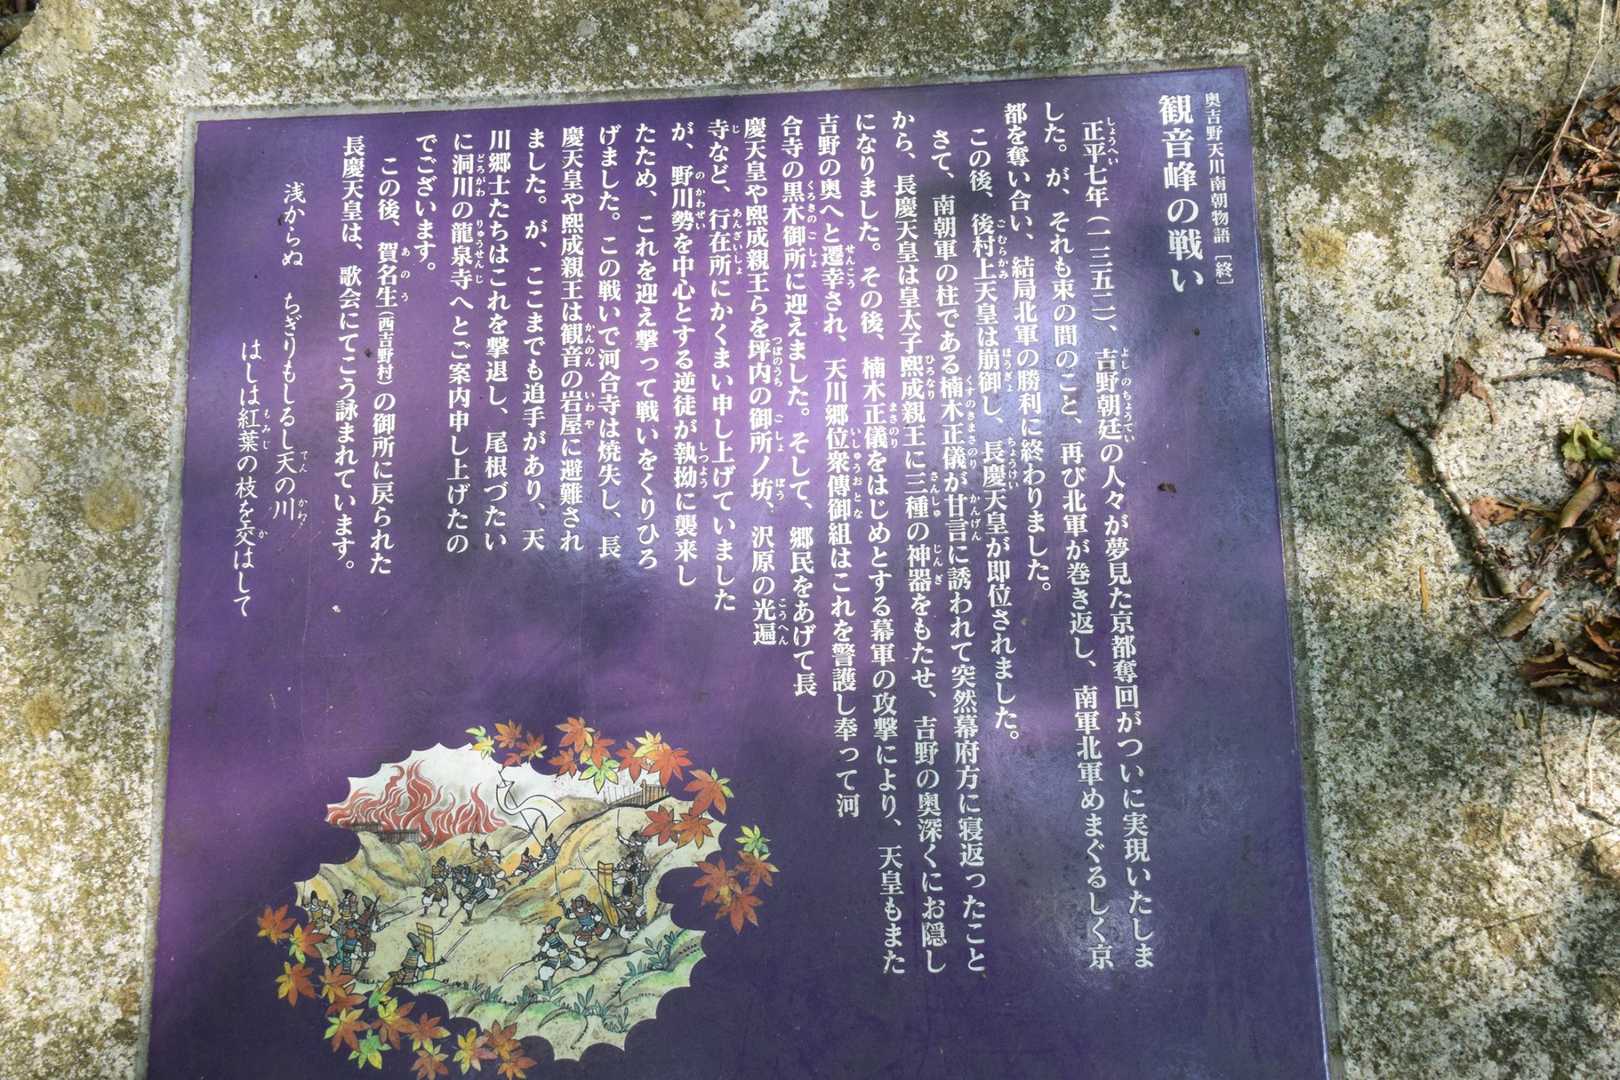 奥吉野天川南朝物語［終］
観音峰の戦い
正平七年（一三五二）、吉野朝廷の人々が夢見た京都奪回がついに実現いたしま
した。が、それも束の間のこと、再び北軍が巻き返し、南軍北軍めまぐるしく京
都を奪い合い、結局北軍の勝利に終わりました。
この後、後村上天皇は崩御し、長慶天皇が即位されました。
さて、南朝軍の柱である楠木正儀が甘言に誘われて突然幕府方に寝返ったこと
から、長慶天皇は皇太子熙成親王に三種の神器をもたせ、吉野の奥深くにお隠し
になりました。その後、楠木正儀をはじめとする幕軍の攻撃により、天皇もまた
吉野の奥へと遷幸され、天川郷位衆傳御組はこれを警護し奉って河
合寺の黒木御所に迎えました。そして、郷民をあげて長
慶天皇や熙成親王らを坪内の御所ノ坊、沢原の光遍
寺など、行在所にかくまい申し上げていました
が、野川勢を中心とする逆徒が執拗に襲来し
たため、これを迎え撃って戦いをくりひろ
げました。この戦いで河合寺は焼失し、長
慶天皇や熙成親王は観音の岩屋に避難され
ました。が、ここまでも追手があり、天
川郷士たちはこれを撃退し、尾根づたい
に洞川の龍泉寺へとご案内申し上げたの
でございます。
この後、賀名生（西吉野村）の御所に戻られた
長慶天皇は、歌会にてこう詠まれています。
浅からぬ　ちぎりもしるし天の川
はしは紅葉の枝を交はして